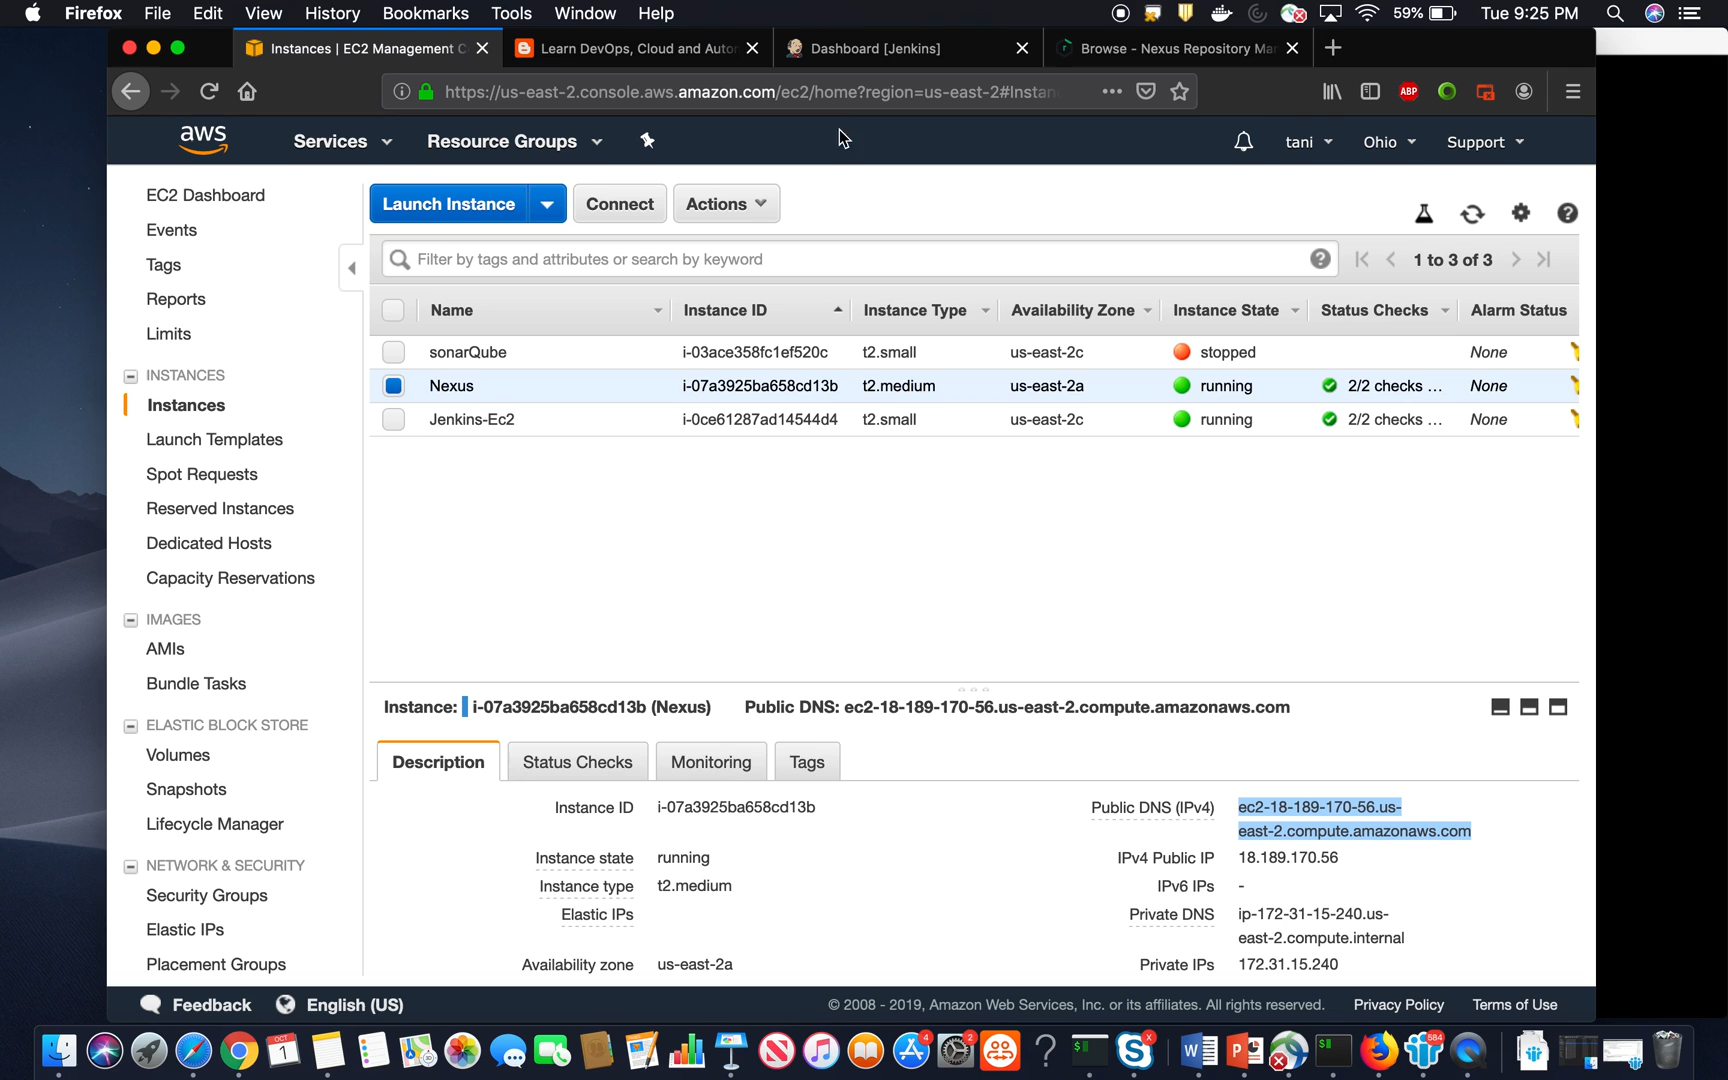 Firefox File Edit View History Bookmarks Tools Window Help 59% Tue 9:25 PM
Instances | EC2 Management C
Learn DevOps, Cloud and Auto
Dashboard [Jenkins]
Browse - Nexus Repository Ma
https://us-east-2.console.aws.amazon.com/ec2/home?region=us-east-2#Instan
ABP
aws Services Resource Groups tani Ohio Support
EC2 Dashboard
Events
Tags
Reports
Limits
INSTANCES
Instances
Launch Templates
Spot Requests
Reserved Instances
Dedicated Hosts
Capacity Reservations
IMAGES
AMIs
Bundle Tasks
ELASTIC BLOCK STORE
Volumes
Snapshots
Lifecycle Manager
NETWORK & SECURITY
Security Groups
Elastic IPs
Placement Groups
Launch Instance Connect Actions
Filter by tags and attributes or search by keyword 1 to 3 of 3
Name Instance ID Instance Type Availability Zone Instance State Status Checks Alarm Status
sonarQube i-03ace358fc1ef520c t2.small us-east-2c stopped None
Nexus i-07a3925ba658cd13b t2.medium us-east-2a running 2/2 checks ... None
Jenkins-Ec2 i-0ce61287ad14544d4 t2.small us-east-2c running 2/2 checks ... None
Instance: i-07a3925ba658cd13b (Nexus) Public DNS: ec2-18-189-170-56.us-east-2.compute.amazonaws.com
Description Status Checks Monitoring Tags
Instance ID i-07a3925ba658cd13b
Public DNS (IPv4) ec2-18-189-170-56.us-
east-2.compute.amazonaws.com
Instance state running
IPv4 Public IP 18.189.170.56
Instance type t2.medium
IPv6 IPs -
Elastic IPs
Private DNS ip-172-31-15-240.us-
east-2.compute.internal
Availability zone us-east-2a
Private IPs 172.31.15.240
Feedback English (US) © 2008 - 2019, Amazon Web Services, Inc. or its affiliates. All rights reserved. Privacy Policy Terms of Use
OCT
1
4
2
584